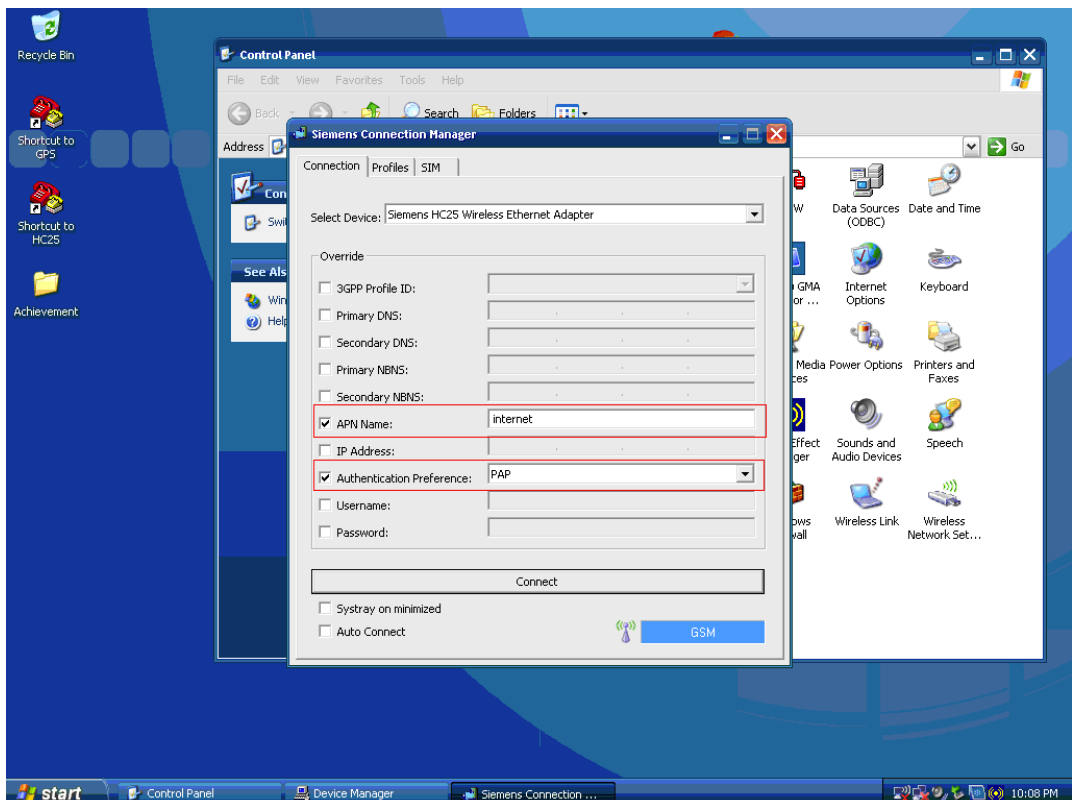 Recycle Bin
Shortcut to
GPS
Shortcut to
HC25
Achievement
Control Panel
File Edit View Favorites Tools Help
Back Search Folders
Address Go
Siemens Connection Manager
Connection Profiles SIM
Select Device: Siemens HC25 Wireless Ethernet Adapter
Override
3GPP Profile ID:
Primary DNS:
Secondary DNS:
Primary NBNS:
Secondary NBNS:
APN Name: internet
IP Address:
Authentication Preference: PAP
Username:
Password:
Connect
Systray on minimized
Auto Connect
GSM
See Als
Help
Data Sources
(ODBC)
Date and Time
GMA
or ...
Internet
Options
Keyboard
Media
Power Options
Printers and
Faxes
Effect
Sounds and
Audio Devices
Speech
Wireless Link
Wireless
Network Set...
start Control Panel Device Manager Siemens Connection ... 10:08 PM